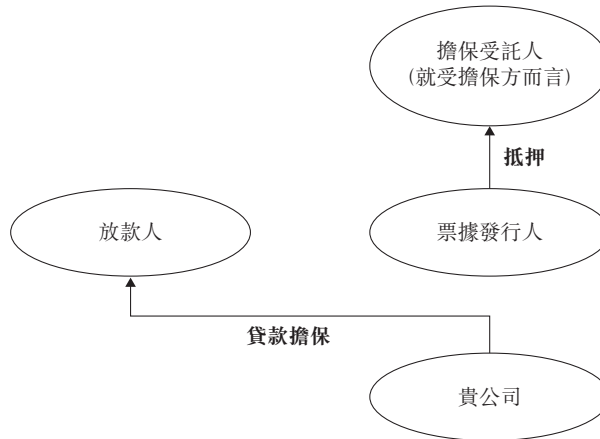 擔保受託人
(就受擔保方而言)
抵押
放款人
票據發行人
貸款擔保
貴公司